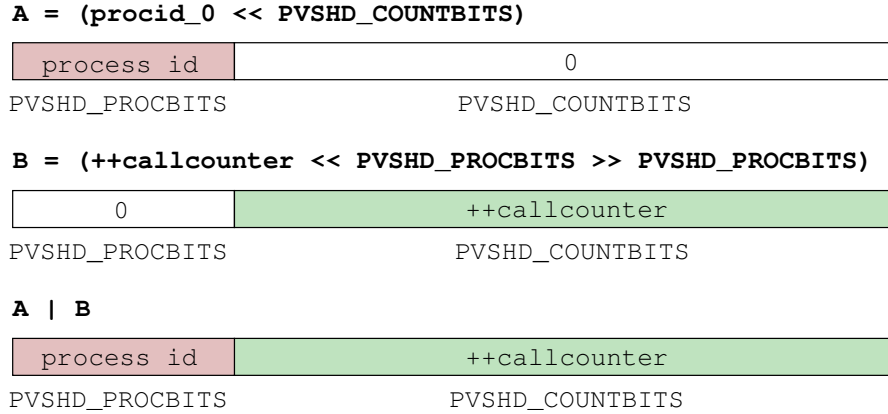 A = (procid_0 << PVSHD_COUNTBITS)
process id 0
PVSHD_PROCBITS PVSHD_COUNTBITS
B = (++callcounter << PVSHD_PROCBITS >> PVSHD_PROCBITS)
0 ++callcounter
PVSHD_PROCBITS PVSHD_COUNTBITS
A | B
process id ++callcounter
PVSHD_PROCBITS PVSHD_COUNTBITS